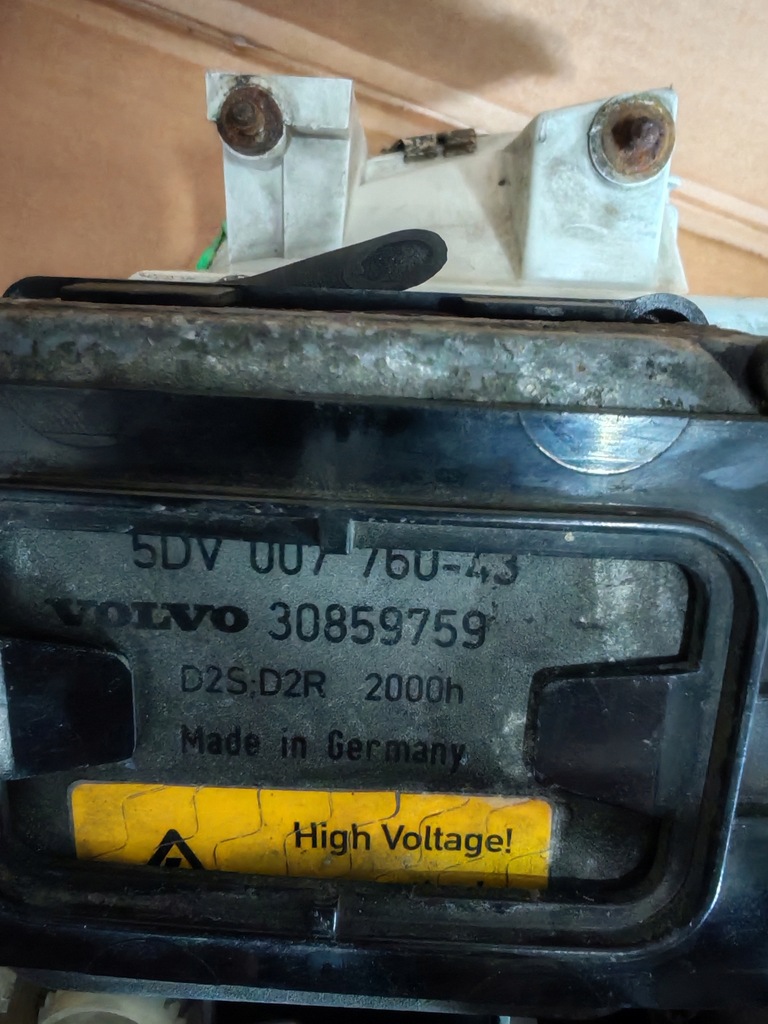 5DV 007 760-43
VOLVO 30859759
D2S;D2R 2000h
Made in Germany
High Voltage!